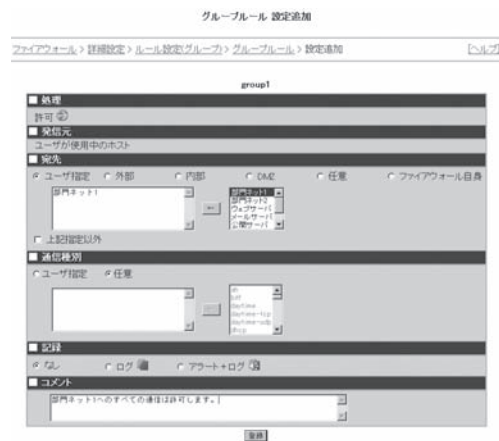 グループルール 設定追加
ファイアウォール > 詳細設定 > ルール設定(グループ) > グループルール > 設定追加 [ヘルプ]
group1
■ 処理
許可
■ 発信元
ユーザが使用中のホスト
■ 宛先
ユーザ指定 外部 内部 DMZ 任意 ファイアウォール自身
部門ネット1 ← 部門ネット1
部門ネット2
ウェブサーバ
メールサーバ
公開サーバ
上記指定以外
■ 通信種別
ユーザ指定 任意
daytime
daytime-tcp
daytime-udp
■ 記録
なし ログ アラート+ログ
■ コメント
部門ネット1へのすべての通信は許可します。
登録